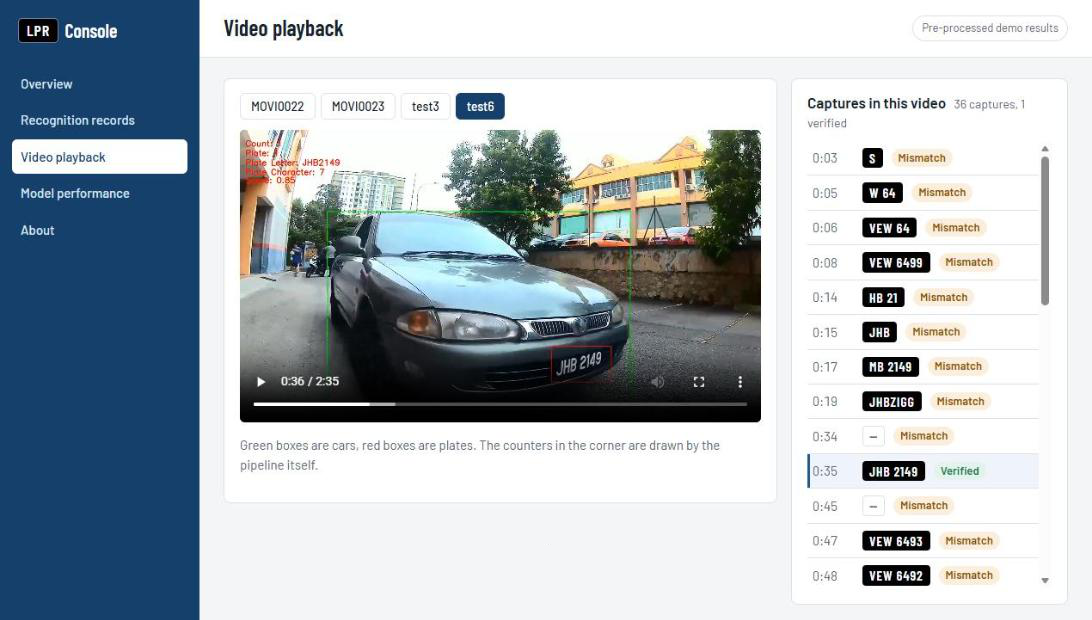 LPR Console
Overview
Recognition records
Video playback
Model performance
About
Video playback
Pre-processed demo results
MOVI0022 MOVI0023 test3 test6
Count:
Plate:
Plate Letter: JHB2149
Plate Character: 7
0.85
JHB 2149
0:36 / 2:35
Green boxes are cars, red boxes are plates. The counters in the corner are drawn by the
pipeline itself.
Captures in this video 36 captures, 1
verified
0:03 S Mismatch
0:05 W 64 Mismatch
0:06 VEW 64 Mismatch
0:08 VEW 6499 Mismatch
0:14 HB 21 Mismatch
0:15 JHB Mismatch
0:17 MB 2149 Mismatch
0:19 JHBZIGG Mismatch
0:34 – Mismatch
0:35 JHB 2149 Verified
0:45 – Mismatch
0:47 VEW 6493 Mismatch
0:48 VEW 6492 Mismatch